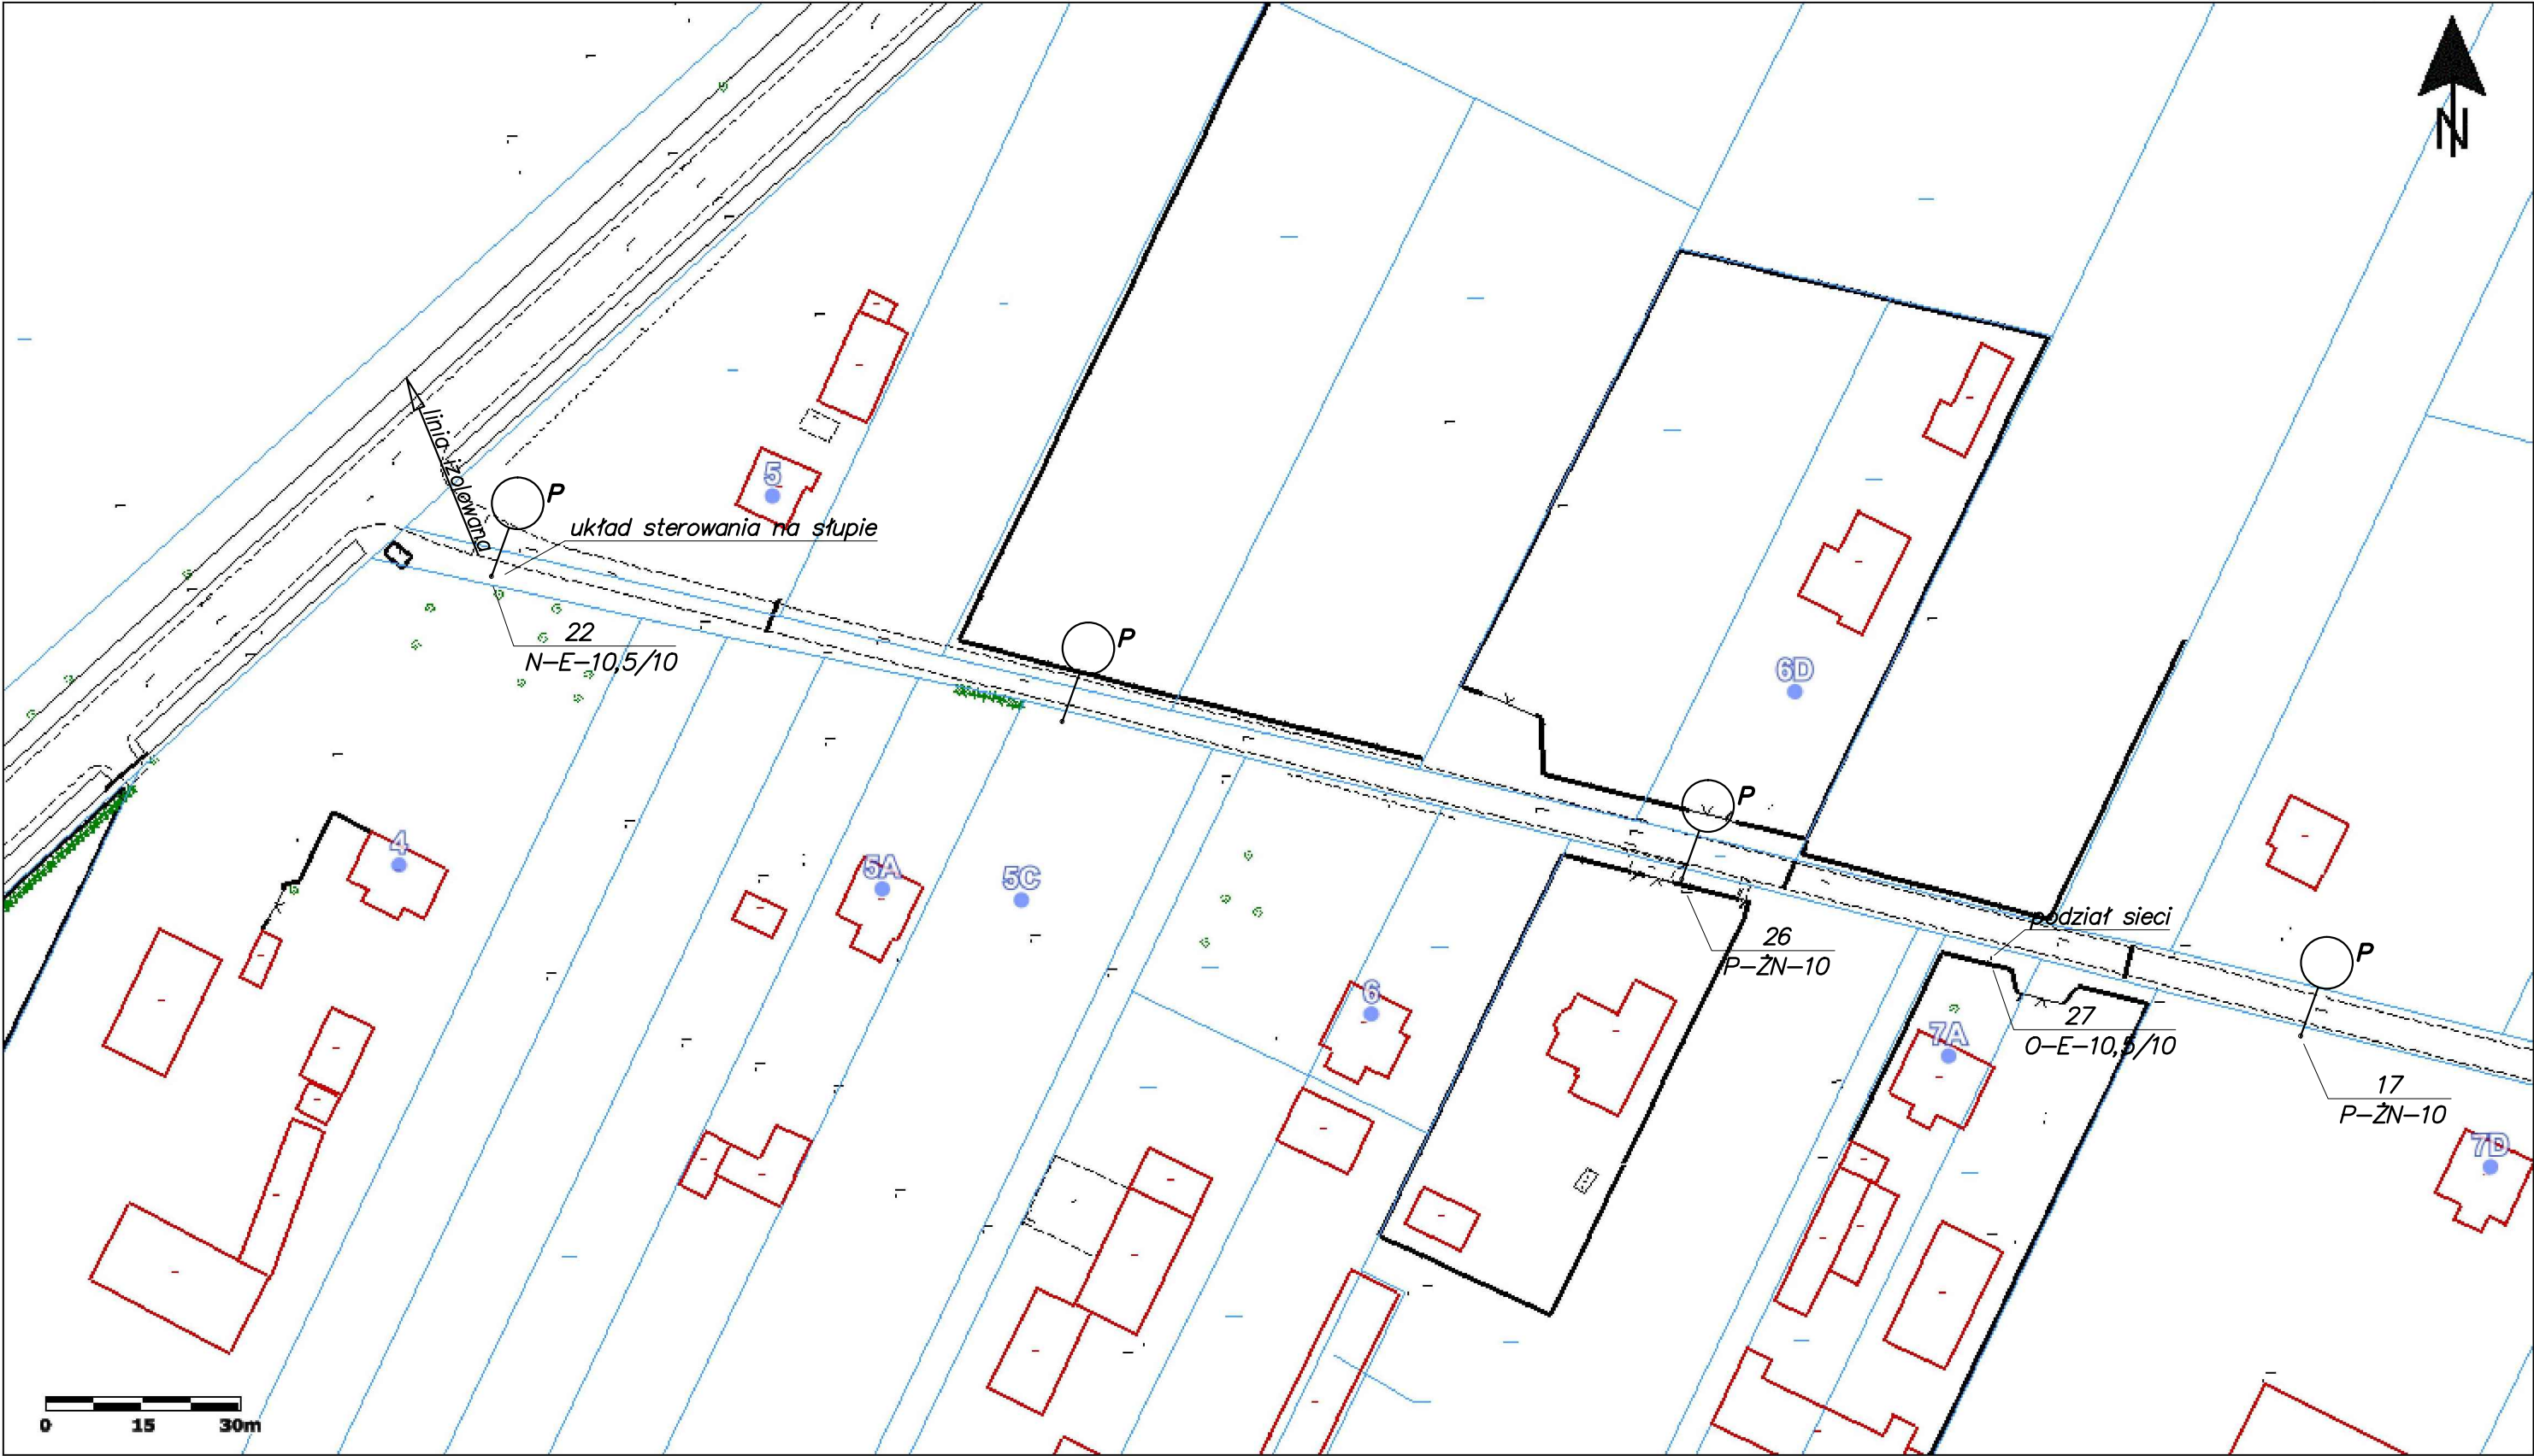 N
linia izolowana
P
5
układ sterowania na słupie
22
N-E-10,5/10
P
6D
P
4
5A
5C
podział sieci
26
P-ŻN-10
P
6
27
O-E-10,5/10
7A
17
P-ŻN-10
7D
0 15 30m